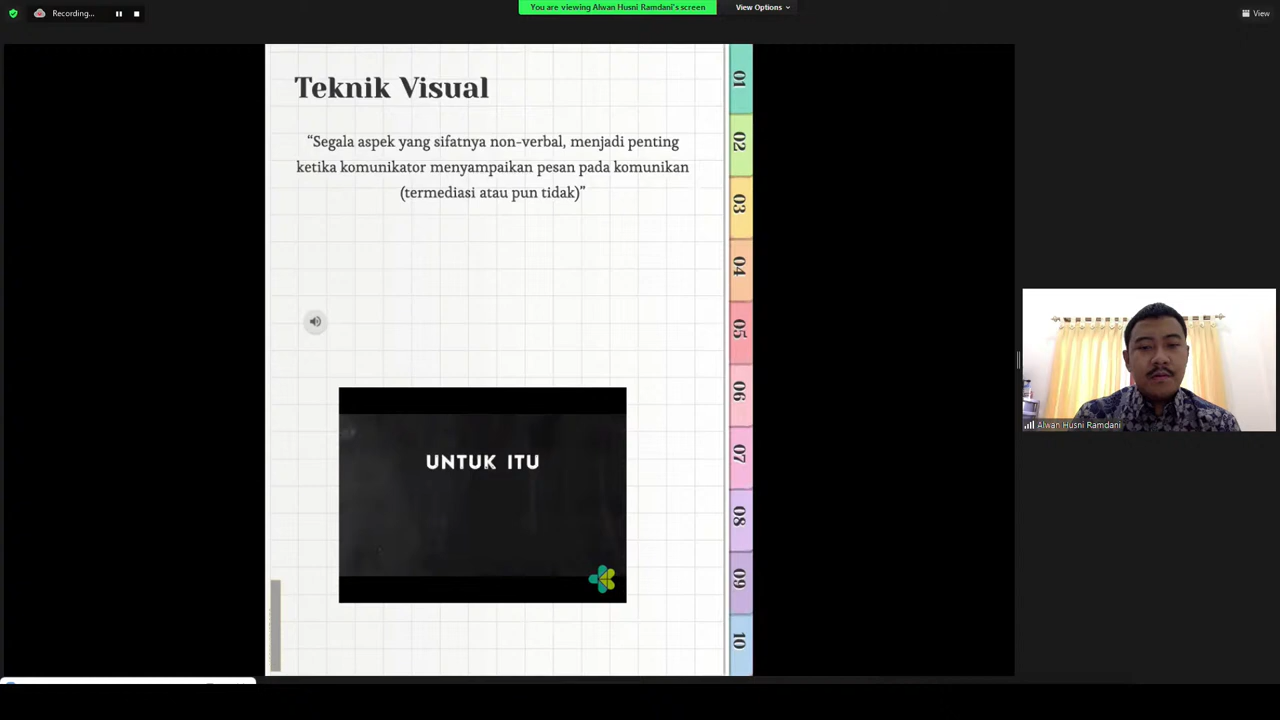 Recording...
You are viewing Alwan Husni Ramdani's screen
View Options
View
Teknik Visual
“Segala aspek yang sifatnya non-verbal, menjadi penting
ketika komunikator menyampaikan pesan pada komunikan
(termediasi atau pun tidak)”
UNTUK ITU
01
02
03
04
05
06
07
08
09
10
Alwan Husni Ramdani